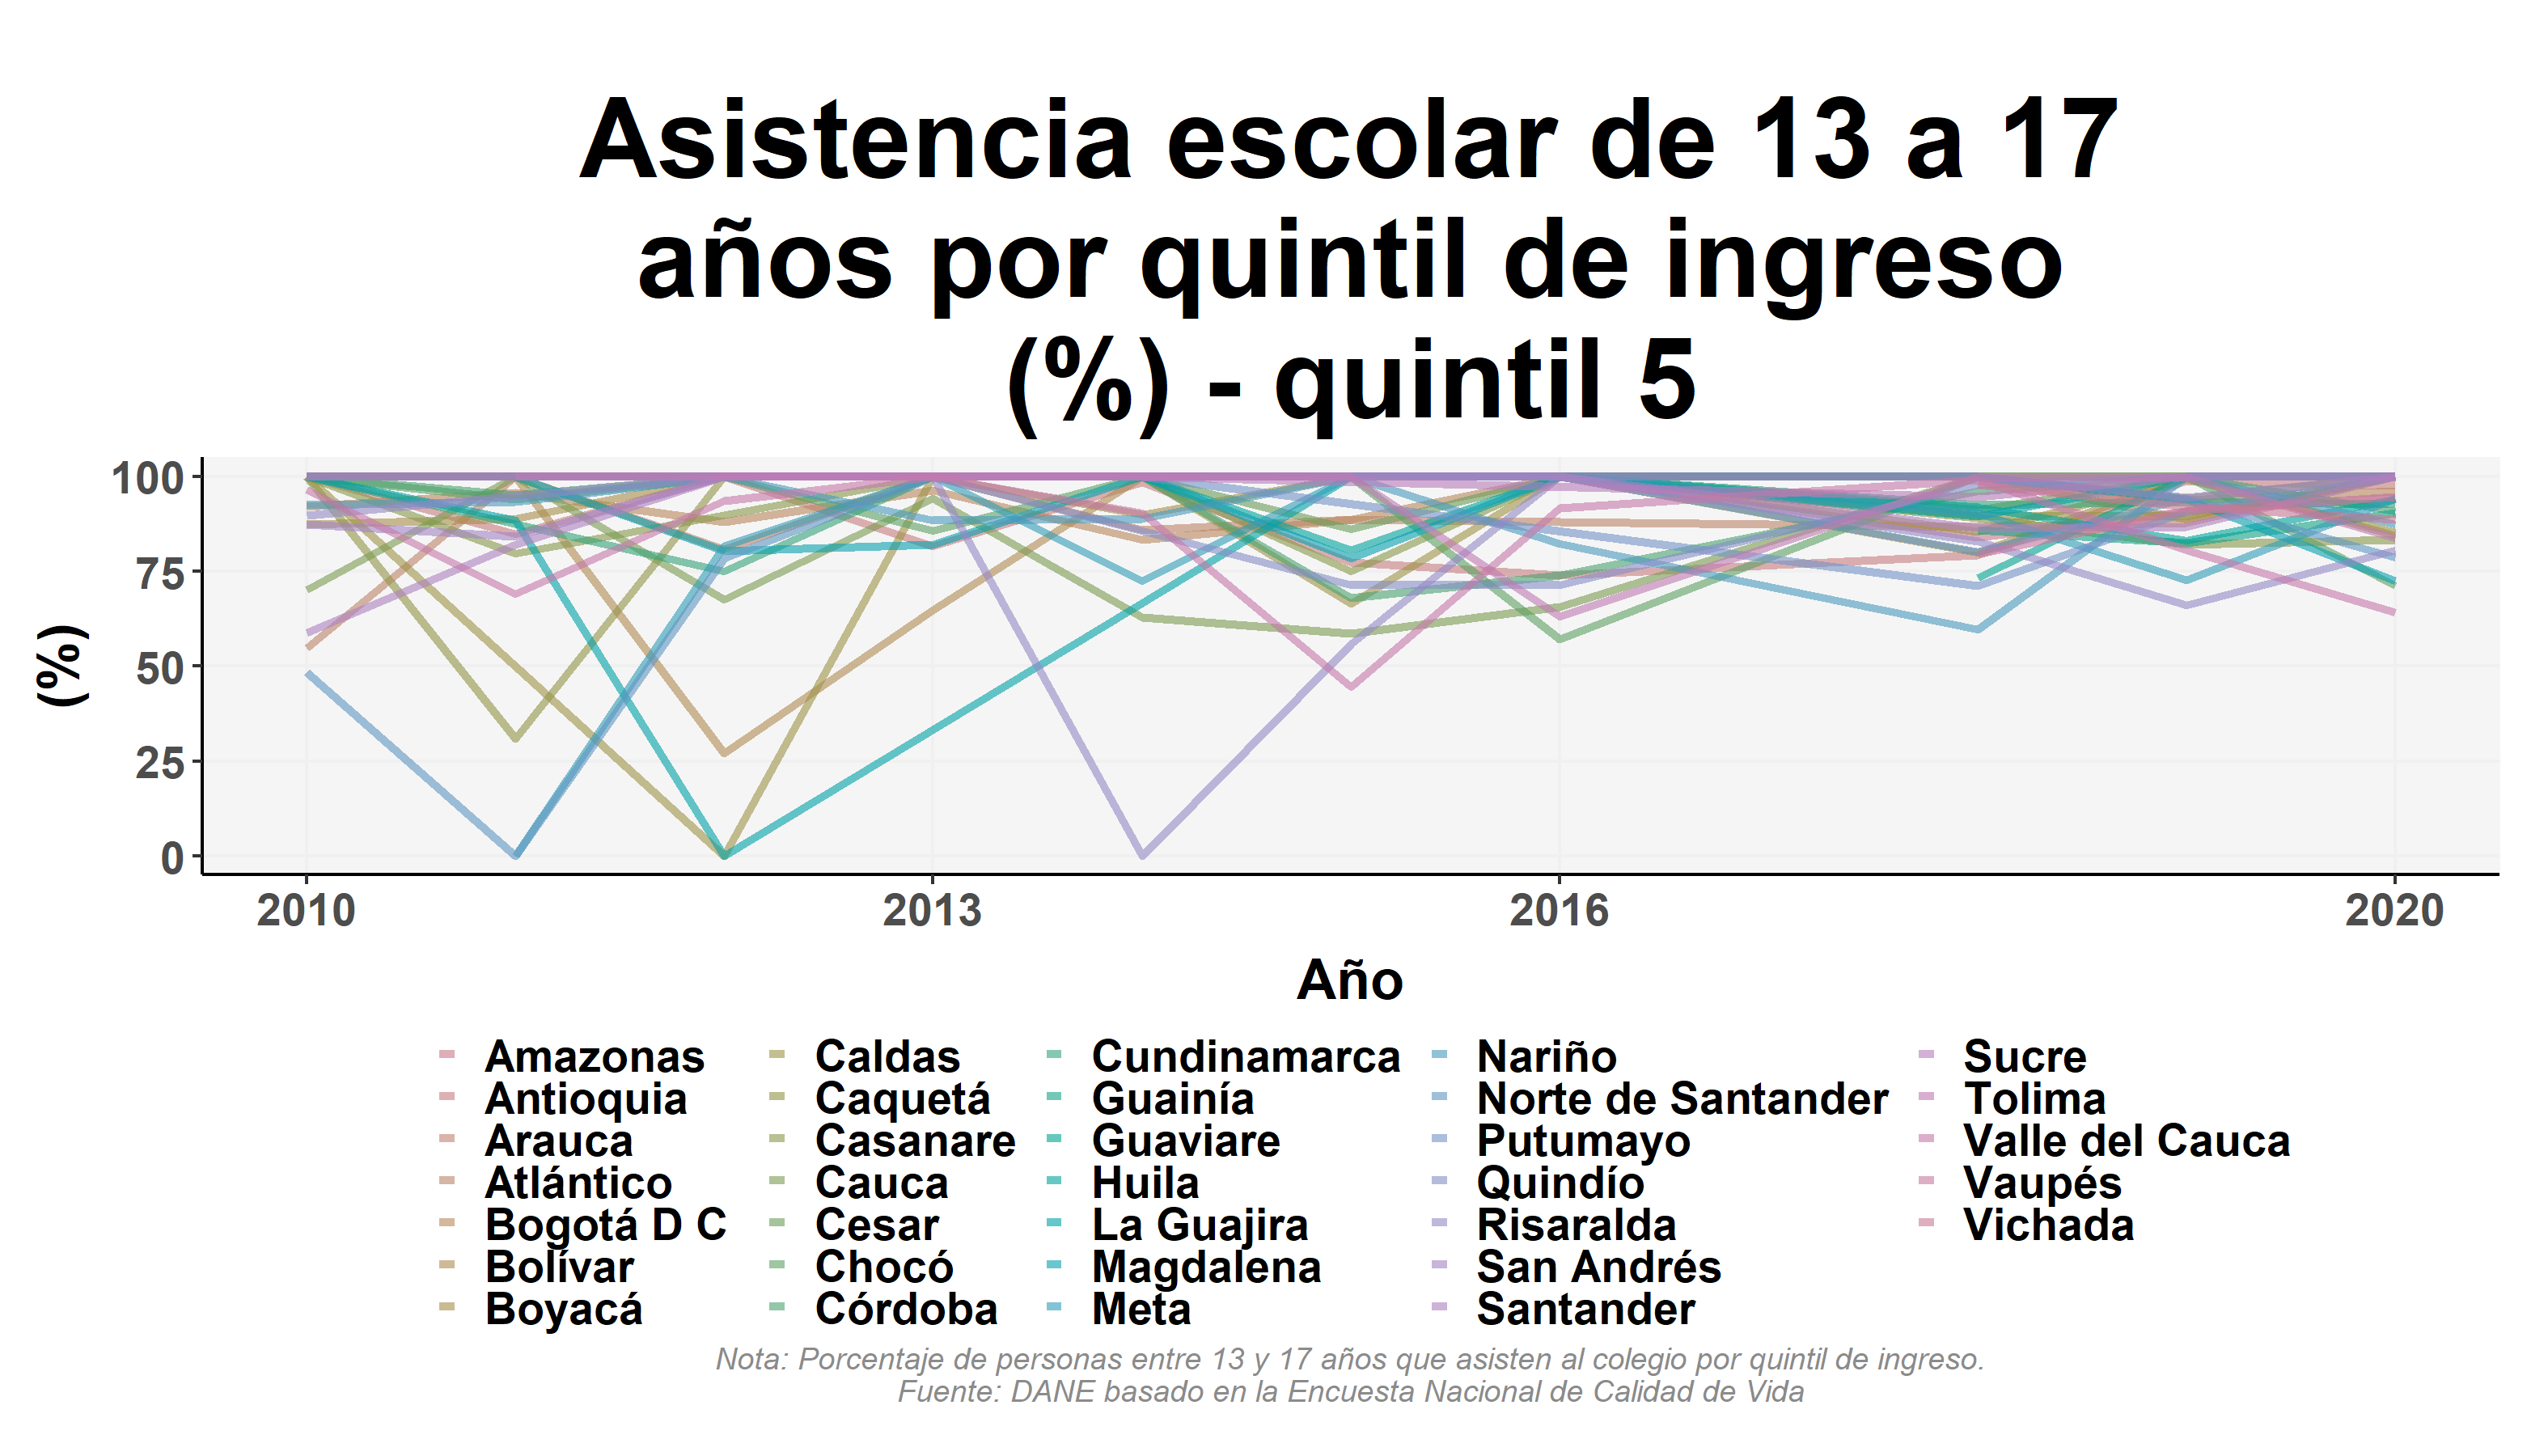 Asistencia escolar de 13 a 17
años por quintil de ingreso
(%) - quintil 5
100
75
50
25
0
(%)
2010 2013 2016 2020
Año
Amazonas Caldas Cundinamarca Nariño Sucre
Antioquia Caquetá Guainía Norte de Santander Tolima
Arauca Casanare Guaviare Putumayo Valle del Cauca
Atlántico Cauca Huila Quindío Vaupés
Bogotá D C Cesar La Guajira Risaralda Vichada
Bolívar Chocó Magdalena San Andrés
Boyacá Córdoba Meta Santander
Nota: Porcentaje de personas entre 13 y 17 años que asisten al colegio por quintil de ingreso.
Fuente: DANE basado en la Encuesta Nacional de Calidad de Vida